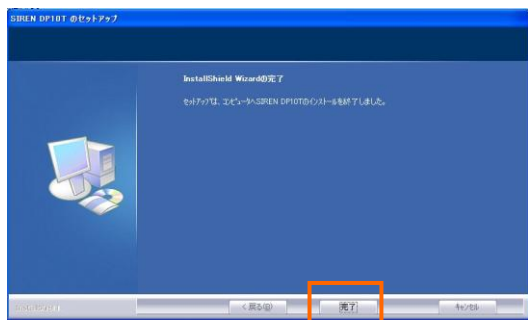 SIREN DP10T のセットアップ
InstallShield Wizardの完了
セットアップは、コンピュータへSIREN DP10Tのインストールを終了しました。
InstallShield
< 戻る(B)
完了
キャンセル